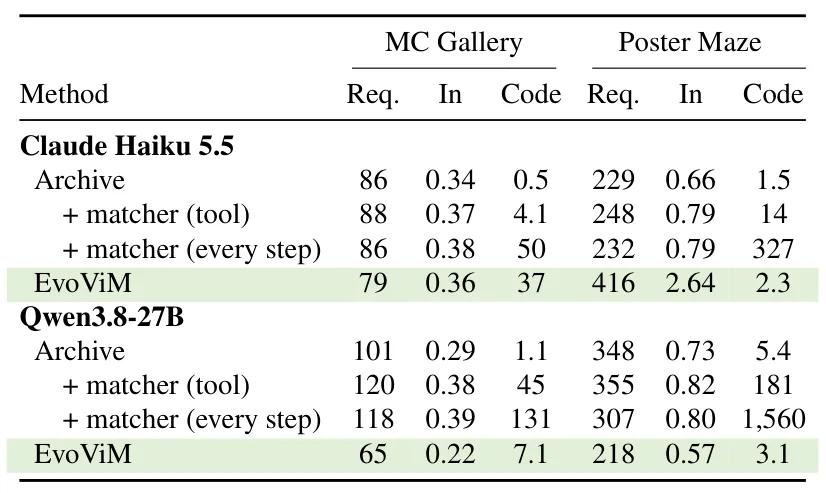 MC Gallery Poster Maze
Method Req. In Code Req. In Code
Claude Haiku 5.5
Archive 86 0.34 0.5 229 0.66 1.5
+ matcher (tool) 88 0.37 4.1 248 0.79 14
+ matcher (every step) 86 0.38 50 232 0.79 327
EvoViM 79 0.36 37 416 2.64 2.3
Qwen3.8-27B
Archive 101 0.29 1.1 348 0.73 5.4
+ matcher (tool) 120 0.38 45 355 0.82 181
+ matcher (every step) 118 0.39 131 307 0.80 1,560
EvoViM 65 0.22 7.1 218 0.57 3.1